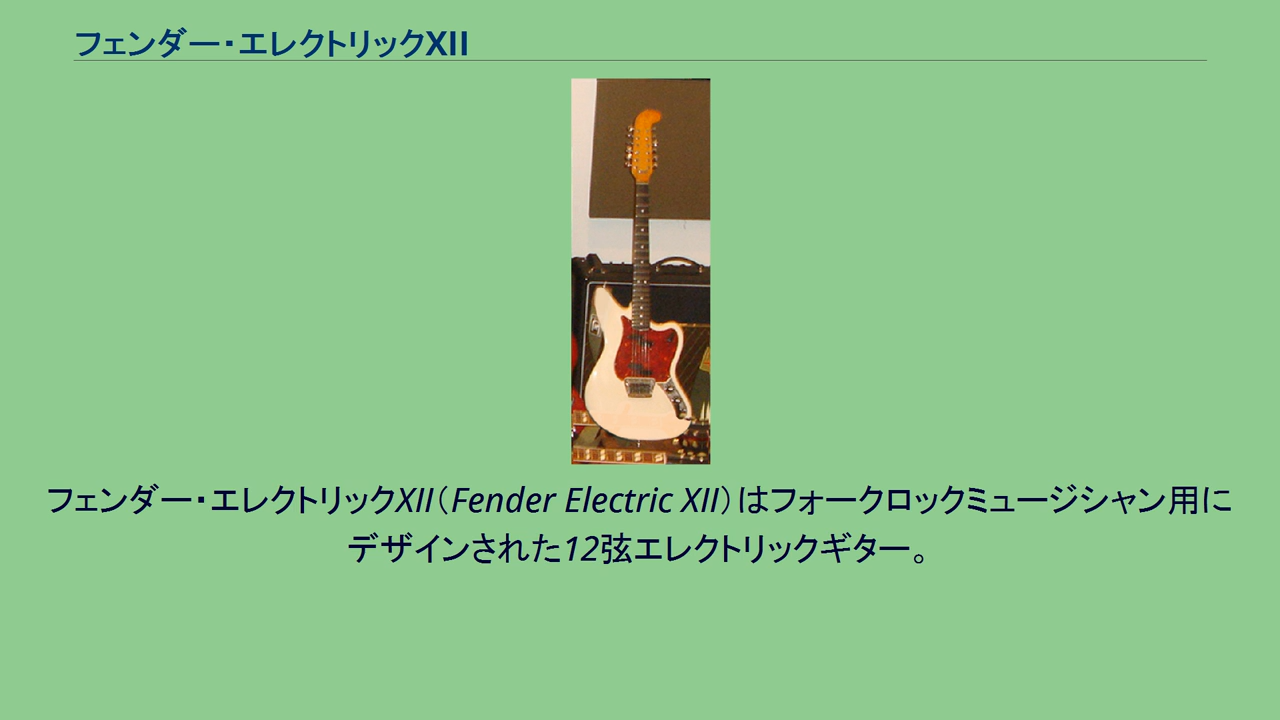 フェンダー・エレクトリックXII
フェンダー・エレクトリックXII（Fender Electric XII）はフォークロックミュージシャン用に
デザインされた12弦エレクトリックギター。